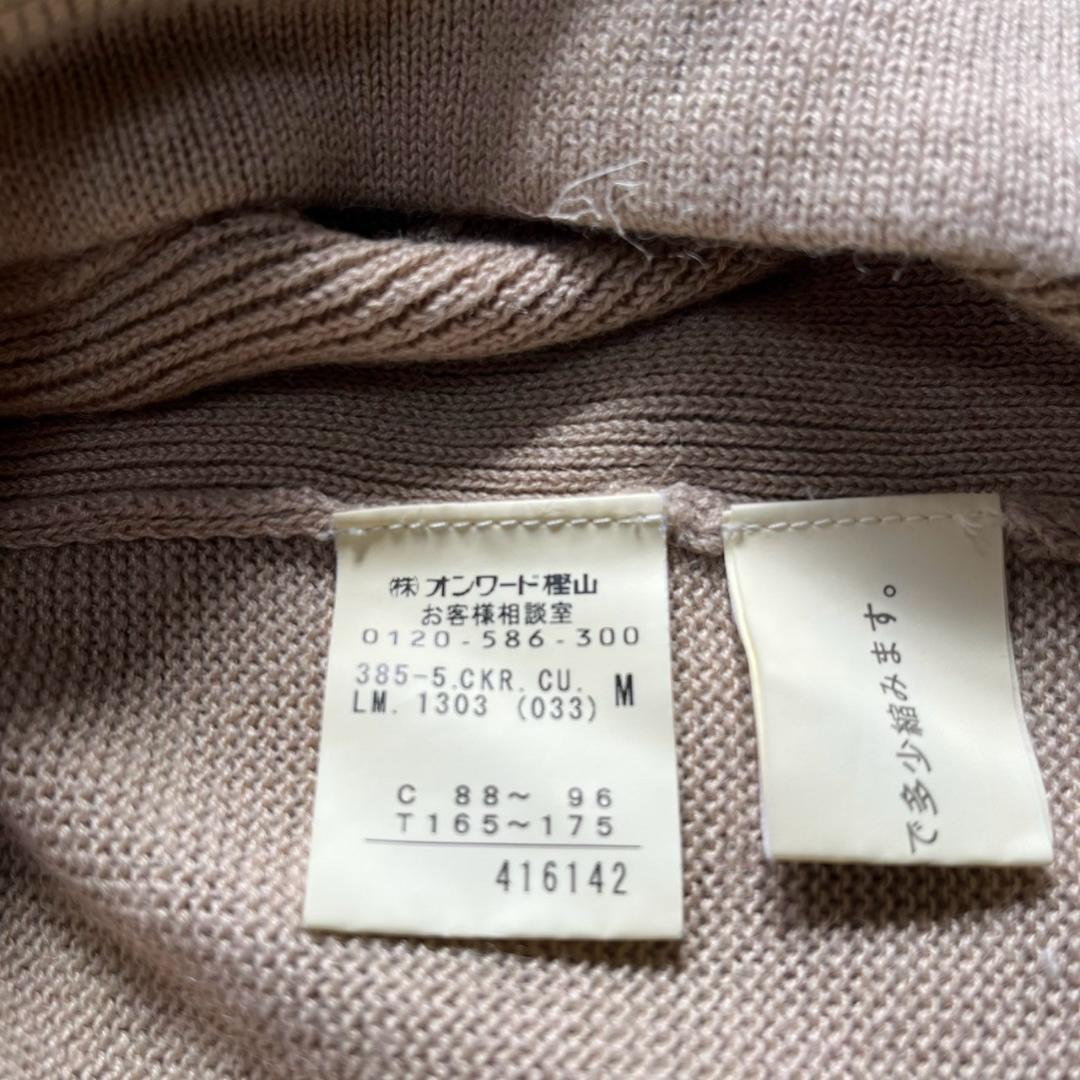 ㈱オンワード樫山
お客様相談室
0120-586-300
385-5.CKR.CU. M
LM. 1303 (033)
C 88～ 96
T165～175
416142
で多少縮みます。